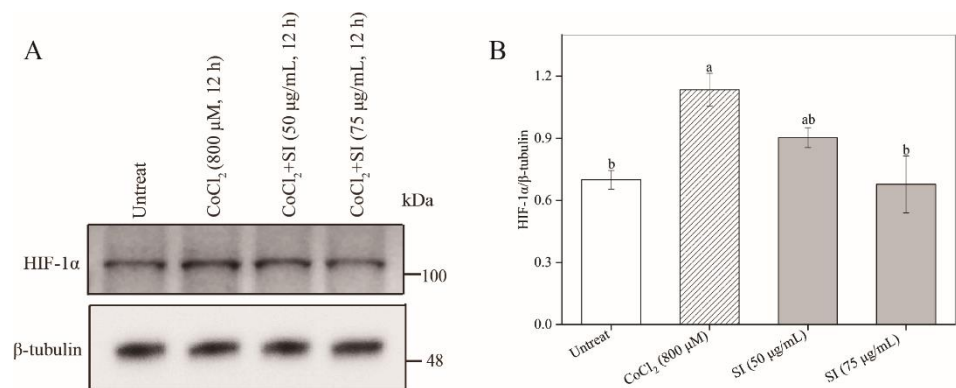 A
Untreat
CoCl₂ (800 μM, 12 h)
CoCl₂+SI (50 μg/mL, 12 h)
CoCl₂+SI (75 μg/mL, 12 h)
kDa
HIF-1α
100
β-tubulin
48
B
HIF-1α/β-tubulin
1.2
0.9
0.6
0.3
0.0
b
a
ab
b
Untreat
CoCl₂ (800 μM)
SI (50 μg/mL)
SI (75 μg/mL)